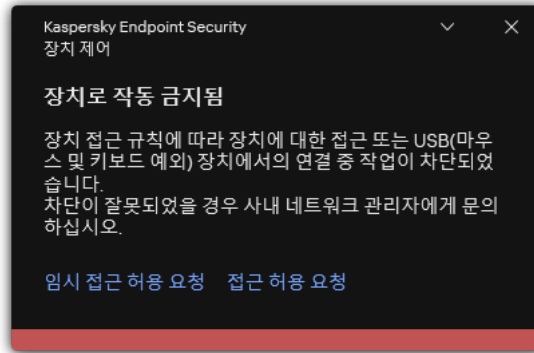 Kaspersky Endpoint Security
장치 제어
장치로 작동 금지됨
장치 접근 규칙에 따라 장치에 대한 접근 또는 USB(마우
스 및 키보드 예외) 장치에서의 연결 중 작업이 차단되었
습니다.
차단이 잘못되었을 경우 사내 네트워크 관리자에게 문의
하십시오.
임시 접근 허용 요청 접근 허용 요청